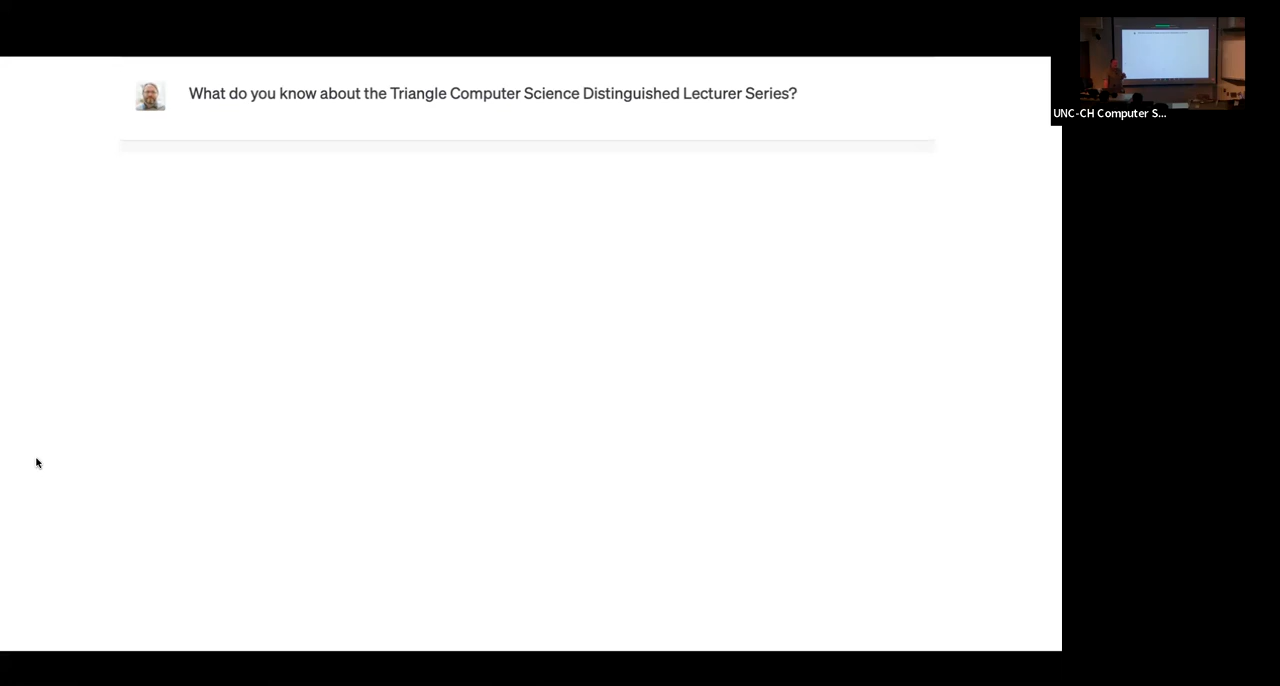 What do you know about the Triangle Computer Science Distinguished Lecturer Series?
UNC-CH Computer S...